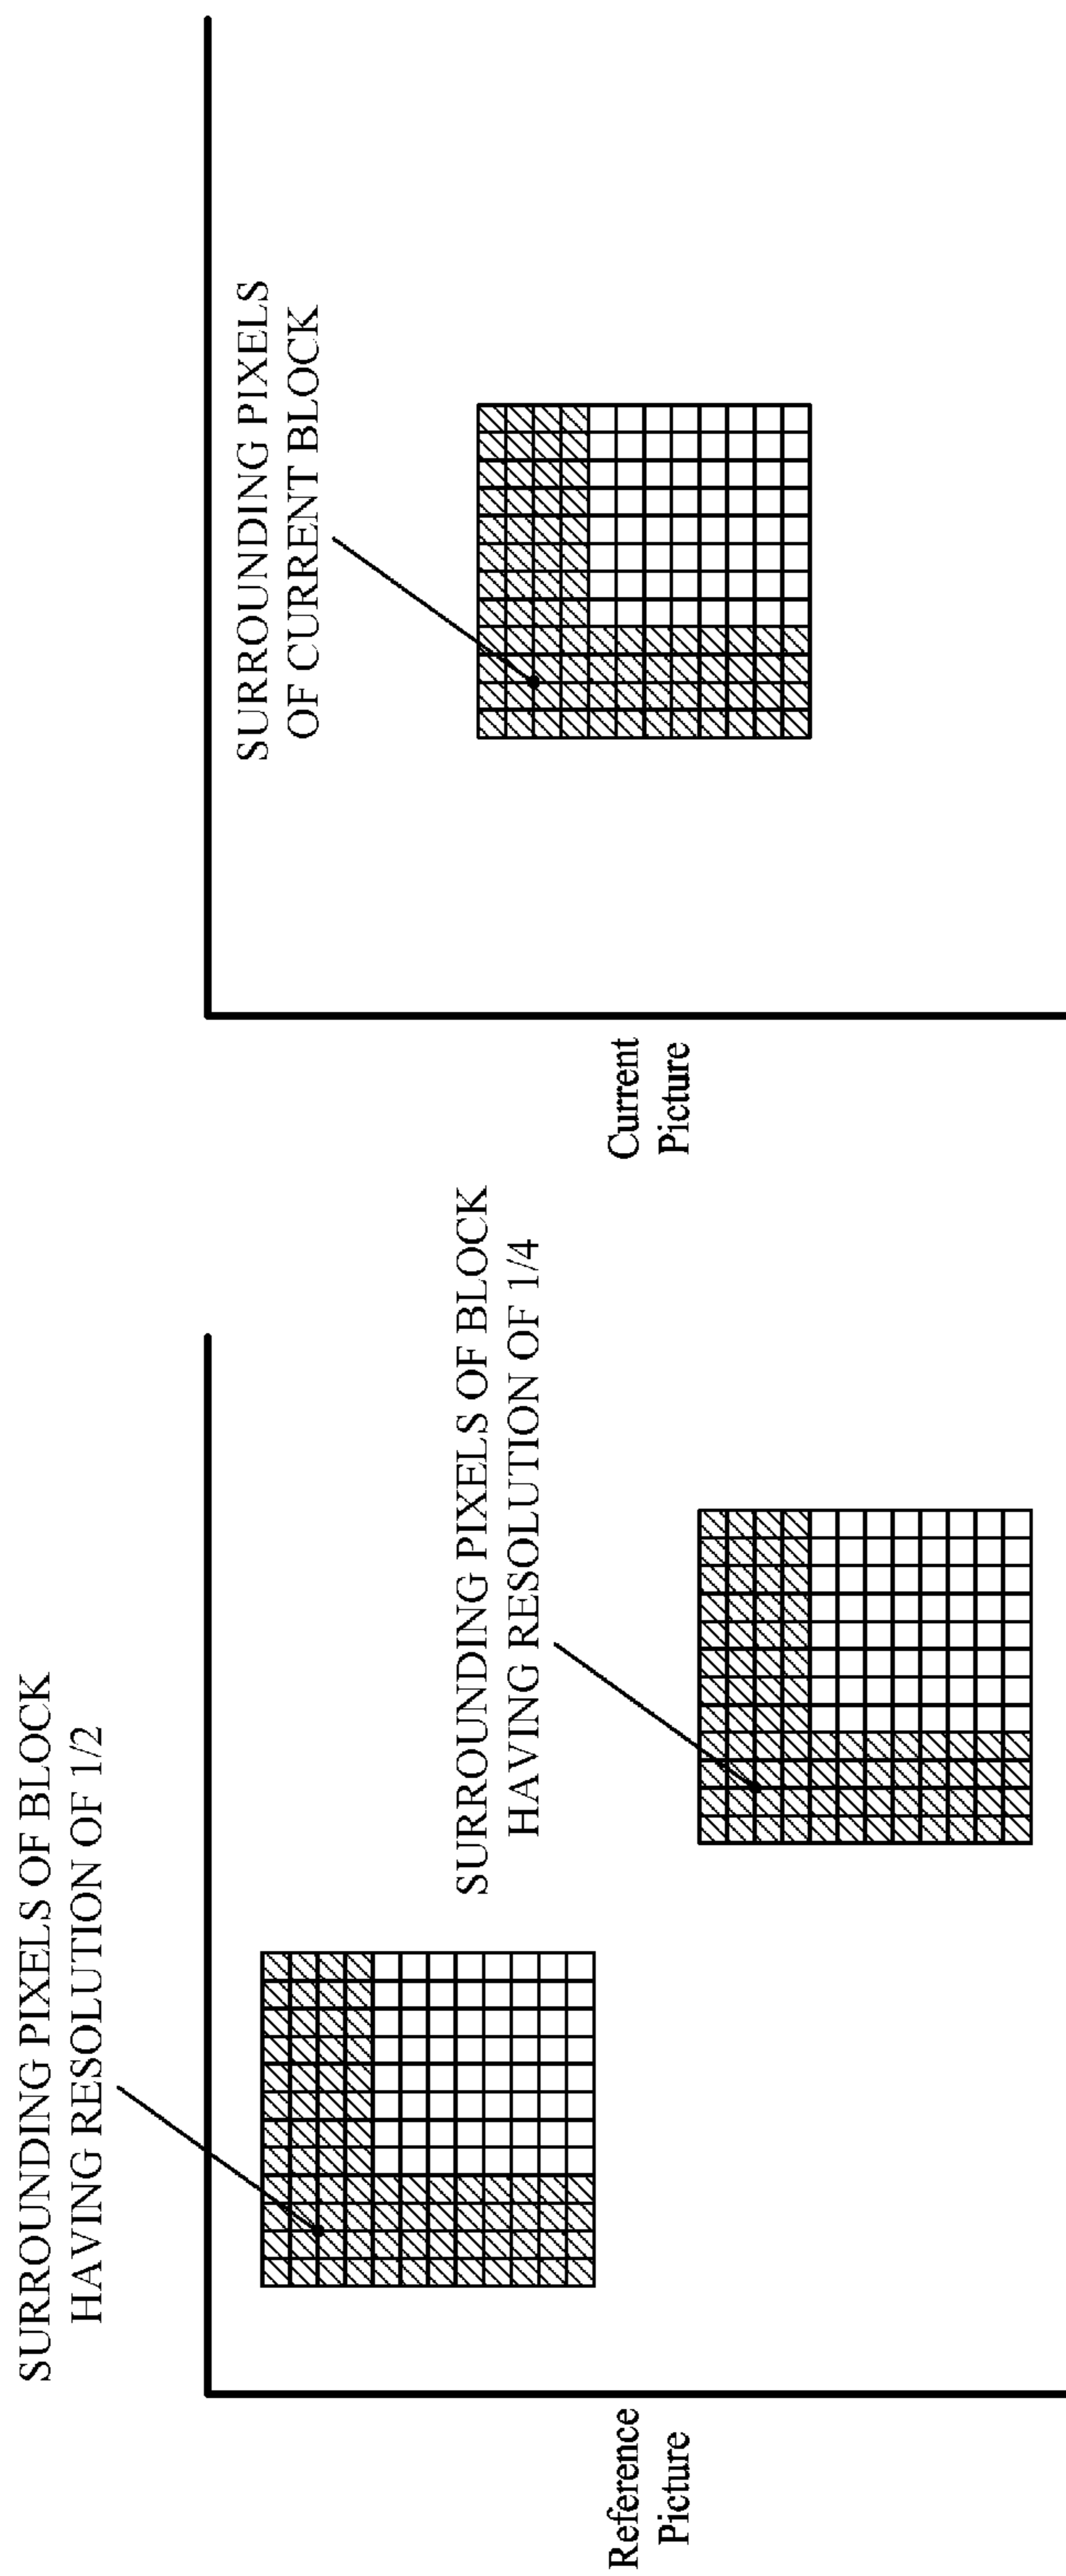 SURROUNDING PIXELS OF BLOCK
HAVING RESOLUTION OF 1/2
SURROUNDING PIXELS OF BLOCK
HAVING RESOLUTION OF 1/4
Reference
Picture
SURROUNDING PIXELS
OF CURRENT BLOCK
Current
Picture